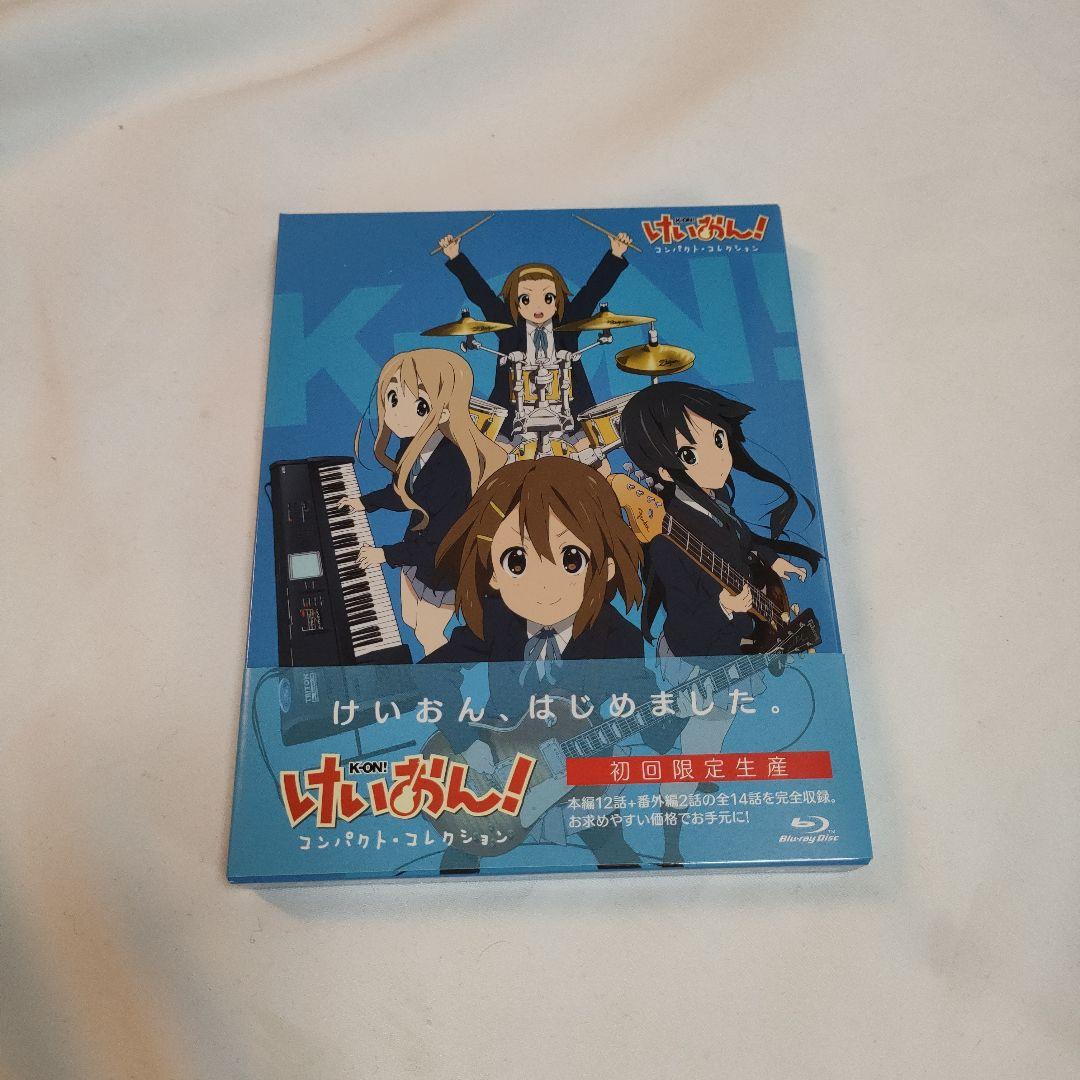 K-ON!
けいおん!
コンパクト・コレクション
K-ON!
けいおん、はじめました。
K-ON!
けいおん!
コンパクト・コレクション
初回限定生産
本編12話+番外編2話の全14話を完全収録。
お求めやすい価格でお手元に!
Blu-ray Disc
TM
TRITON
Fender